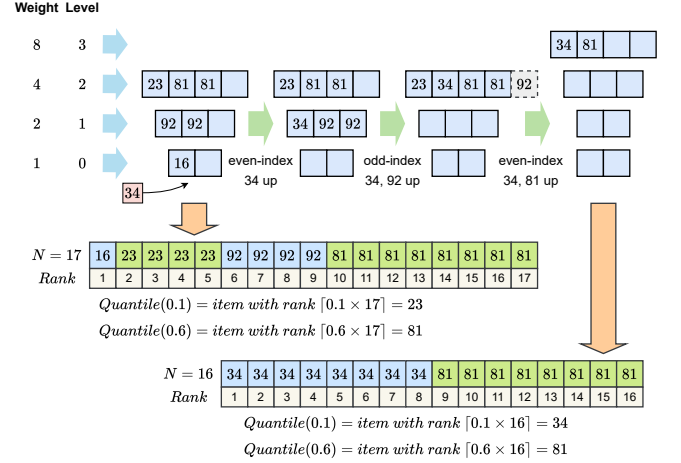 Weight Level
8 3 34 81
4 2 23 81 81 23 81 81 23 34 81 81 92
2 1 92 92 34 92 92
1 0 16 even-index odd-index even-index
34 up 34, 92 up 34, 81 up
34
N = 17 16 23 23 23 23 92 92 92 92 81 81 81 81 81 81 81 81
Rank 1 2 3 4 5 6 7 8 9 10 11 12 13 14 15 16 17
Quantile(0.1) = item with rank ⌈0.1 × 17⌉ = 23
Quantile(0.6) = item with rank ⌈0.6 × 17⌉ = 81
N = 16 34 34 34 34 34 34 34 34 81 81 81 81 81 81 81 81
Rank 1 2 3 4 5 6 7 8 9 10 11 12 13 14 15 16
Quantile(0.1) = item with rank ⌈0.1 × 16⌉ = 34
Quantile(0.6) = item with rank ⌈0.6 × 16⌉ = 81